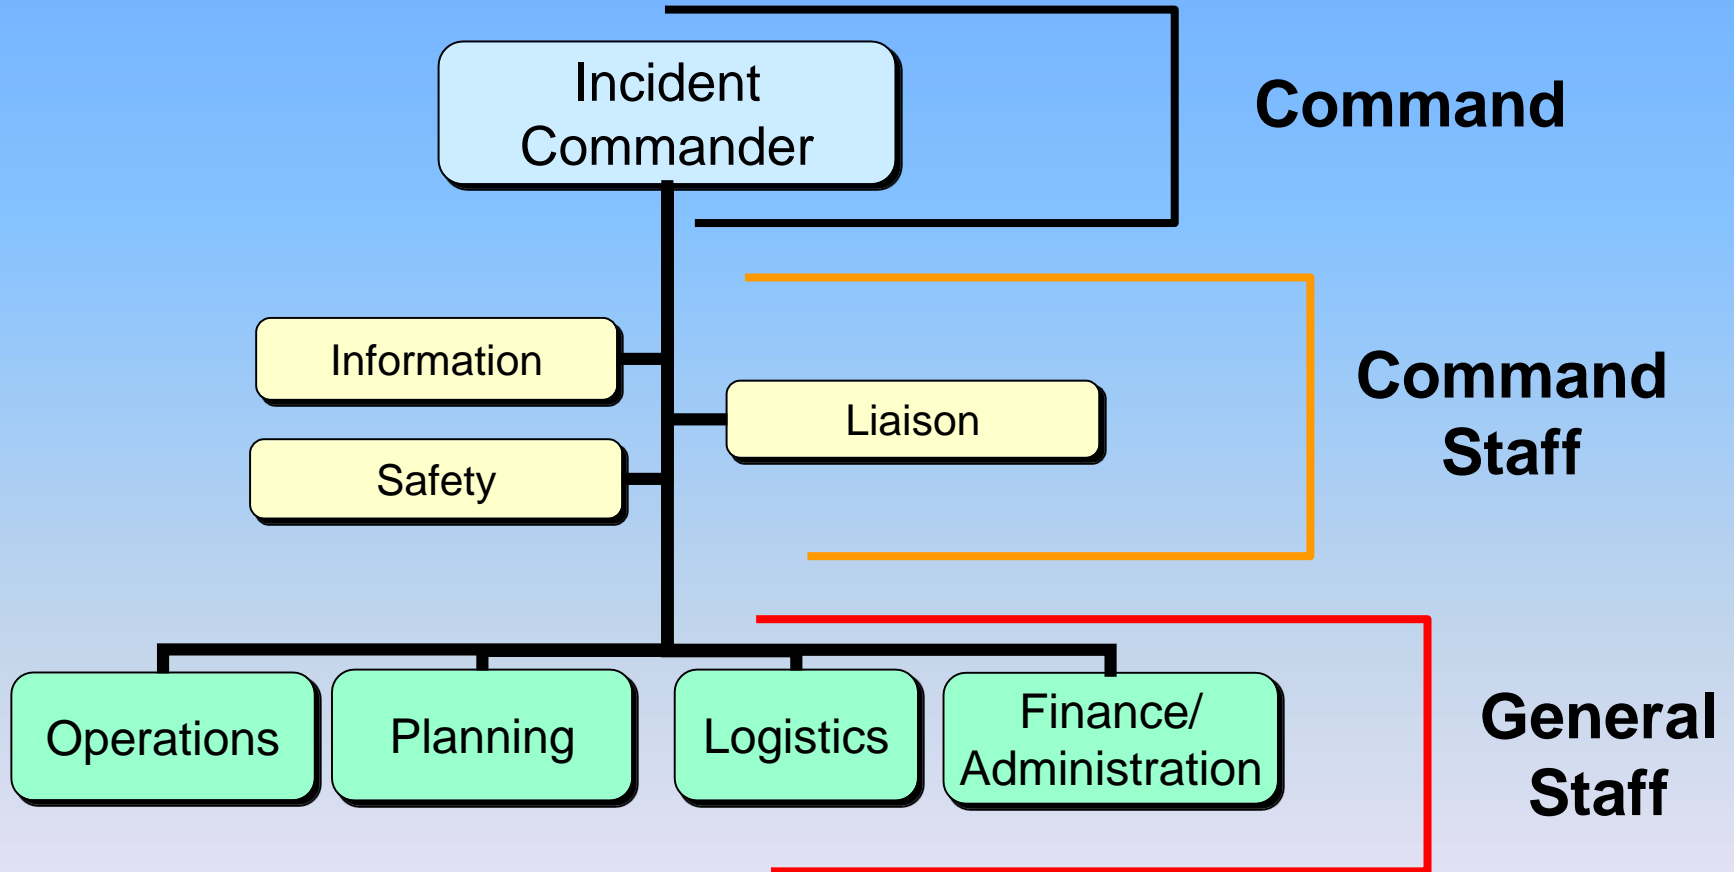 Incident
Commander
Command
Information
Liaison
Safety
Command
Staff
Operations
Planning
Logistics
Finance/
Administration
General
Staff